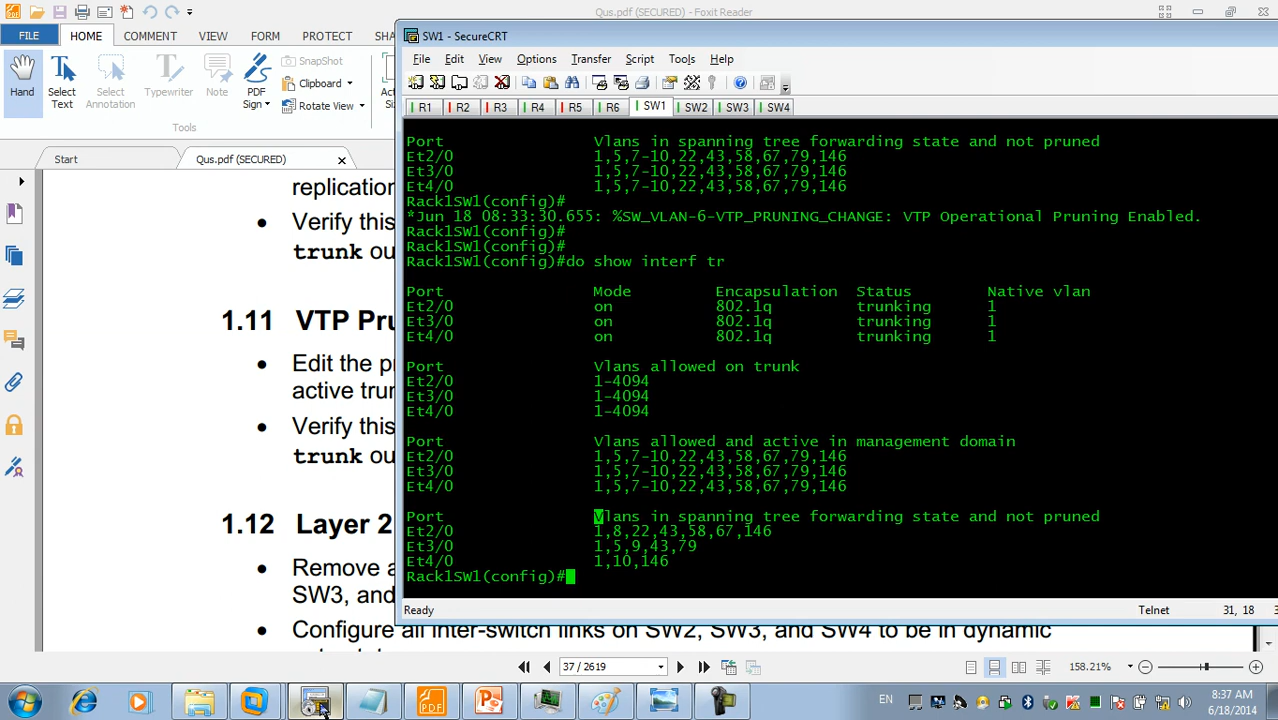 Qus.pdf (SECURED) - Foxit Reader
FILE HOME COMMENT VIEW FORM PROTECT SHA
Hand
Select Text
Select Annotation
Typewriter
Note
PDF Sign
SnapShot
Clipboard
Rotate View
Tools
Start
Qus.pdf (SECURED)
replication
Verify this
trunk ou
1.11 VTP Pru
Edit the p
active trun
Verify this
trunk ou
1.12 Layer 2
Remove a
SW3, and
Configure all inter-switch links on SW2, SW3, and SW4 to be in dynamic
SW1 - SecureCRT
File Edit View Options Transfer Script Tools Help
R1 R2 R3 R4 R5 R6 SW1 SW2 SW3 SW4
Port Vlans in spanning tree forwarding state and not pruned
Et2/0 1,5,7-10,22,43,58,67,79,146
Et3/0 1,5,7-10,22,43,58,67,79,146
Et4/0 1,5,7-10,22,43,58,67,79,146
Rack1SW1(config)#
*Jun 18 08:33:30.655: %SW_VLAN-6-VTP_PRUNING_CHANGE: VTP Operational Pruning Enabled.
Rack1SW1(config)#
Rack1SW1(config)#
Rack1SW1(config)#do show interf tr
Port Mode Encapsulation Status Native vlan
Et2/0 on 802.1q trunking 1
Et3/0 on 802.1q trunking 1
Et4/0 on 802.1q trunking 1
Port Vlans allowed on trunk
Et2/0 1-4094
Et3/0 1-4094
Et4/0 1-4094
Port Vlans allowed and active in management domain
Et2/0 1,5,7-10,22,43,58,67,79,146
Et3/0 1,5,7-10,22,43,58,67,79,146
Et4/0 1,5,7-10,22,43,58,67,79,146
Port Vlans in spanning tree forwarding state and not pruned
Et2/0 1,8,22,43,58,67,146
Et3/0 1,5,9,43,79
Et4/0 1,10,146
Rack1SW1(config)#
Ready Telnet 31, 18
37 / 2619 158.21%
EN
8:37 AM
6/18/2014